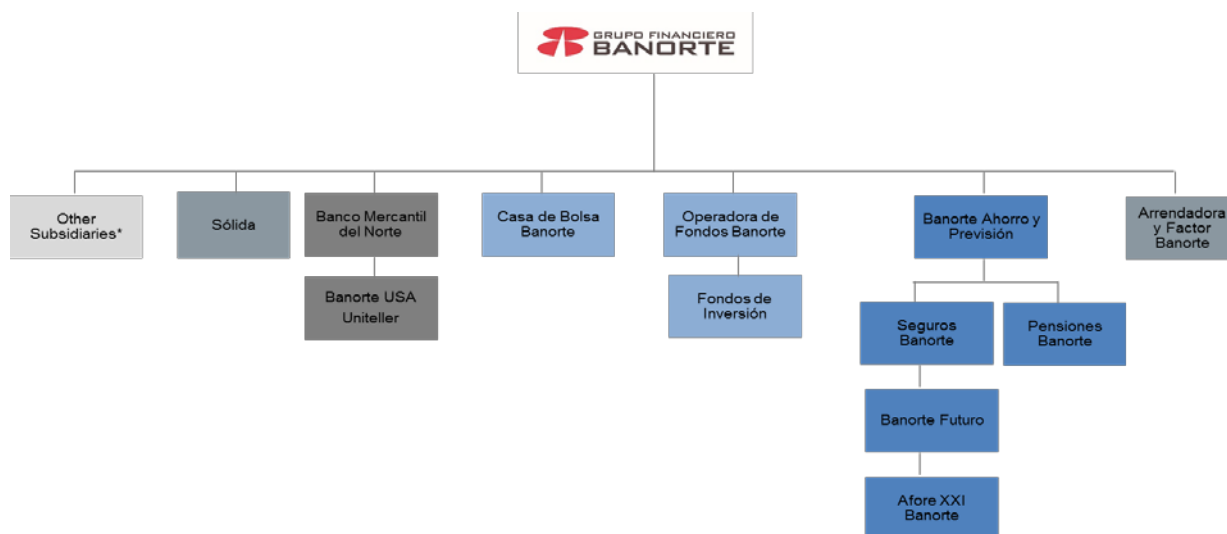 GRUPO FINANCIERO
BANORTE
Other
Subsidiaries*
Sólida
Banco Mercantil
del Norte
Casa de Bolsa
Banorte
Operadora de
Fondos Banorte
Banorte Ahorro y
Previsión
Arrendadora
y Factor
Banorte
Banorte USA
Uniteller
Fondos de
Inversión
Seguros
Banorte
Pensiones
Banorte
Banorte Futuro
Afore XXI
Banorte